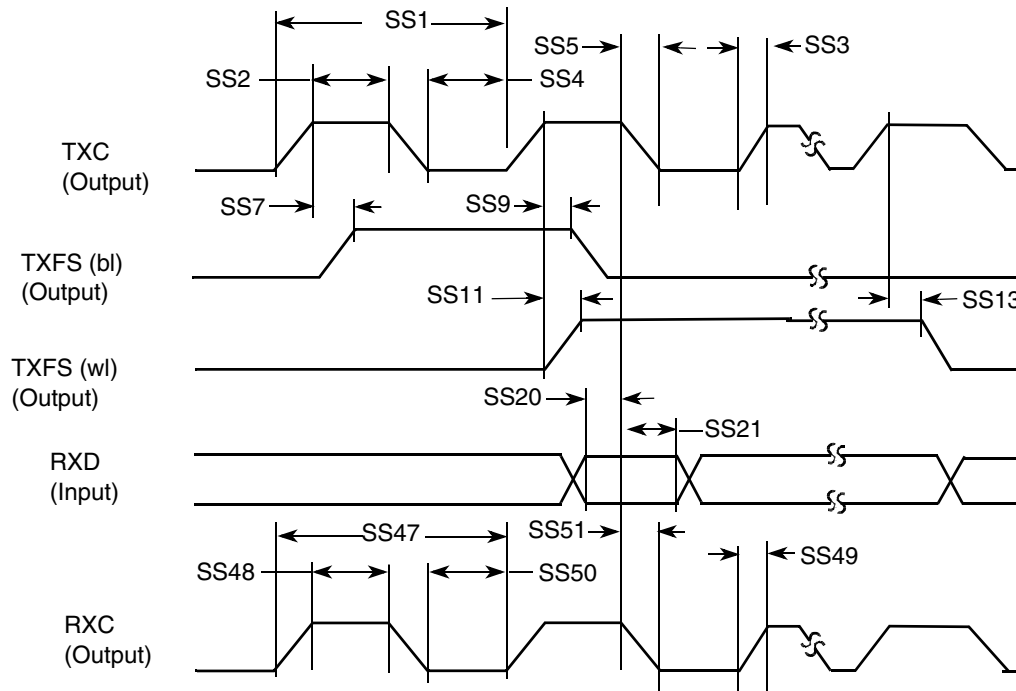 SS1
SS5
SS3
SS2
SS4
TXC
(Output)
SS7
SS9
TXFS (bl)
(Output)
SS11
SS13
TXFS (wl)
(Output)
SS20
SS21
RXD
(Input)
SS47
SS51
SS49
SS48
SS50
RXC
(Output)